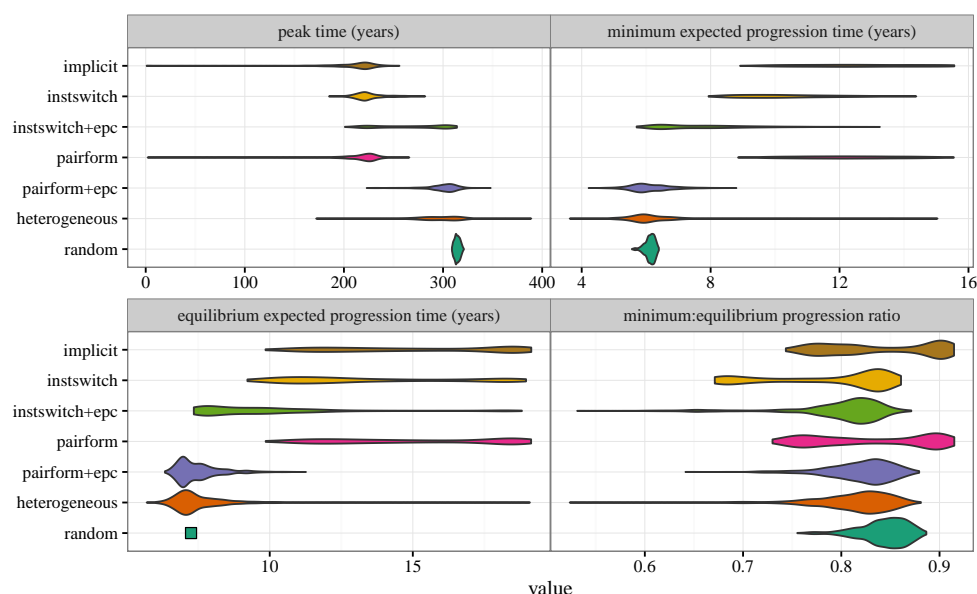 peak time (years) minimum expected progression time (years)
implicit
instswitch
instswitch+epc
pairform
pairform+epc
heterogeneous
random
0 100 200 300 400 4 8 12 16
equilibrium expected progression time (years) minimum:equilibrium progression ratio
implicit
instswitch
instswitch+epc
pairform
pairform+epc
heterogeneous
random
10 15 0.6 0.7 0.8 0.9
value